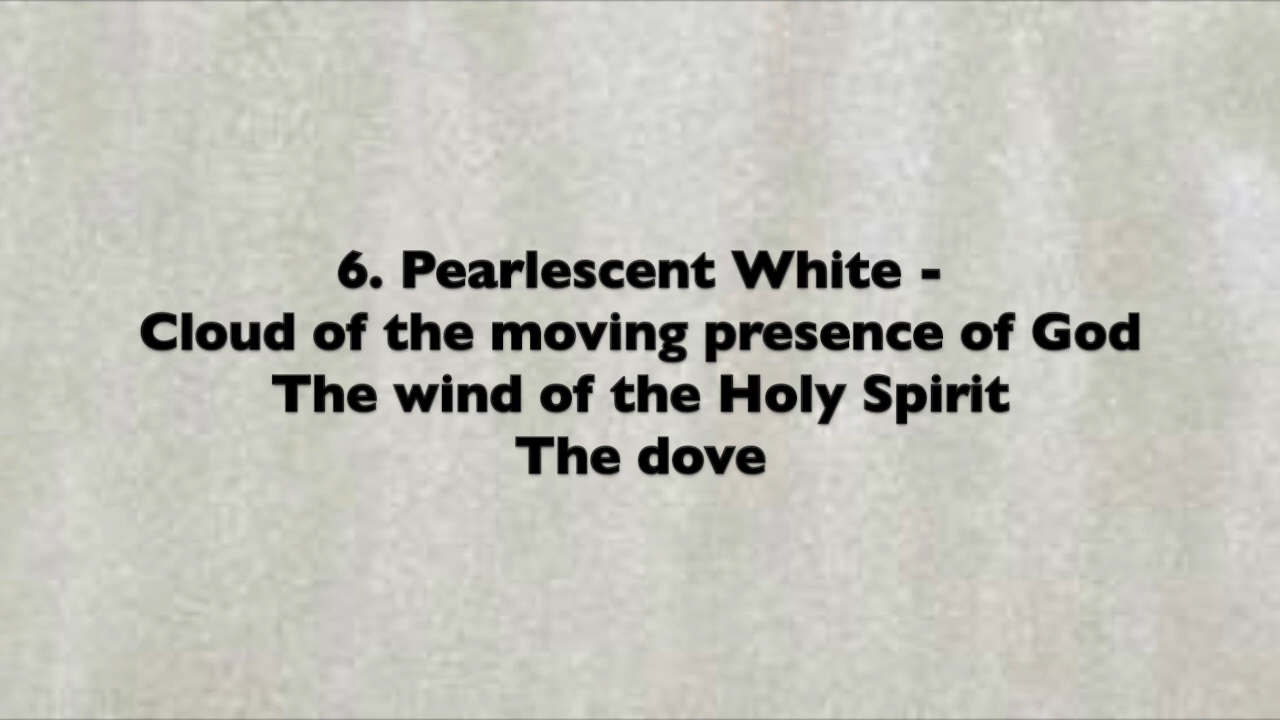 6. Pearlescent White -
Cloud of the moving presence of God
The wind of the Holy Spirit
The dove